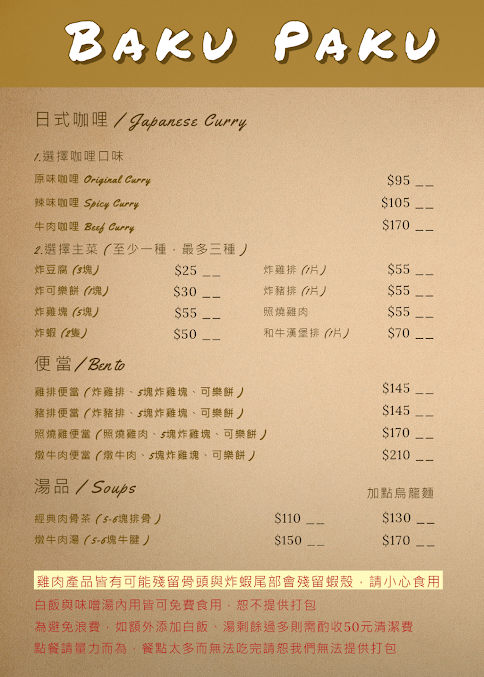 BAKU PAKU
日式咖哩 / Japanese Curry
1.選擇咖哩口味
原味咖哩 Original Curry $95 __
辣味咖哩 Spicy Curry $105 __
牛肉咖哩 Beef Curry $170 __
2.選擇主菜 ( 至少一種，最多三種 )
炸豆腐 (3塊) $25 __ 炸雞排 (1片) $55 __
炸可樂餅 (1塊) $30 __ 炸豬排 (1片) $55 __
炸雞塊 (5塊) $55 __ 照燒雞肉 $55 __
炸蝦 (2隻) $50 __ 和牛漢堡排 (1片) $70 __
便當 / Bento
雞排便當 ( 炸雞排、5塊炸雞塊、可樂餅 ) $145 __
豬排便當 ( 炸豬排、5塊炸雞塊、可樂餅 ) $145 __
照燒雞便當 ( 照燒雞肉、5塊炸雞塊、可樂餅 ) $170 __
燉牛肉便當 ( 燉牛肉、5塊炸雞塊、可樂餅 ) $210 __
湯品 / Soups 加點烏龍麵
經典肉骨茶 ( 5-6塊排骨 ) $110 __ $130 __
燉牛肉湯 ( 5-6塊牛腱 ) $150 __ $170 __
雞肉產品皆有可能殘留骨頭與炸蝦尾部會殘留蝦殼，請小心食用
白飯與味噌湯內用皆可免費食用，恕不提供打包
為避免浪費，如額外添加白飯、湯剩餘過多則需酌收50元清潔費
點餐請量力而為，餐點太多而無法吃完請恕我們無法提供打包